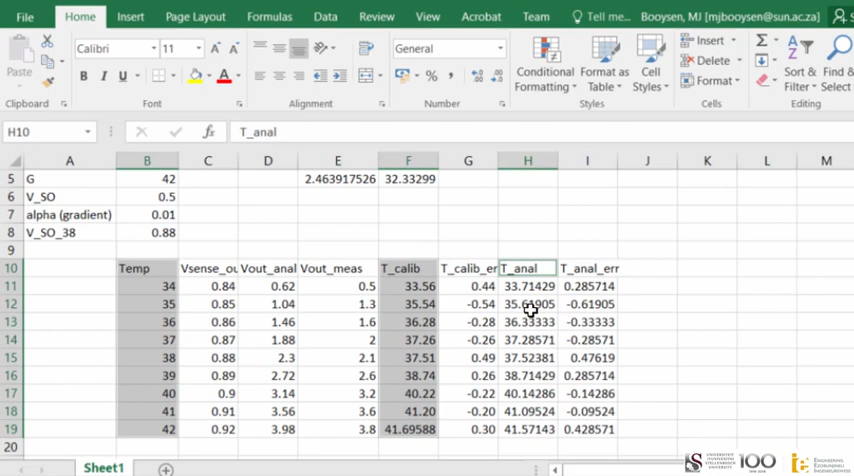 File Home Insert Page Layout Formulas Data Review View Acrobat Team Tell me... Booysen, MJ [mjbooysen@sun.ac.za]
Calibri 11 A A General Insert
Paste B I U A % , Conditional Formatting Format as Table Cell Styles Delete Format Sort & Filter Find & Select
Clipboard Font Alignment Number Styles Cells Editing
H10 fx T_anal
A B C D E F G H I J K L M
5 G 42 2.463917526 32.33299
6 V_SO 0.5
7 alpha (gradient) 0.01
8 V_SO_38 0.88
9
10 Temp Vsense_ou Vout_anal Vout_meas T_calib T_calib_er T_anal T_anal_err
11 34 0.84 0.62 0.5 33.56 0.44 33.71429 0.285714
12 35 0.85 1.04 1.3 35.54 -0.54 35.61905 -0.61905
13 36 0.86 1.46 1.6 36.28 -0.28 36.33333 -0.33333
14 37 0.87 1.88 2 37.26 -0.26 37.28571 -0.28571
15 38 0.88 2.3 2.1 37.51 0.49 37.52381 0.47619
16 39 0.89 2.72 2.6 38.74 0.26 38.71429 0.285714
17 40 0.9 3.14 3.2 40.22 -0.22 40.14286 -0.14286
18 41 0.91 3.56 3.6 41.20 -0.20 41.09524 -0.09524
19 42 0.92 3.98 3.8 41.69588 0.30 41.57143 0.428571
20
Sheet1
100